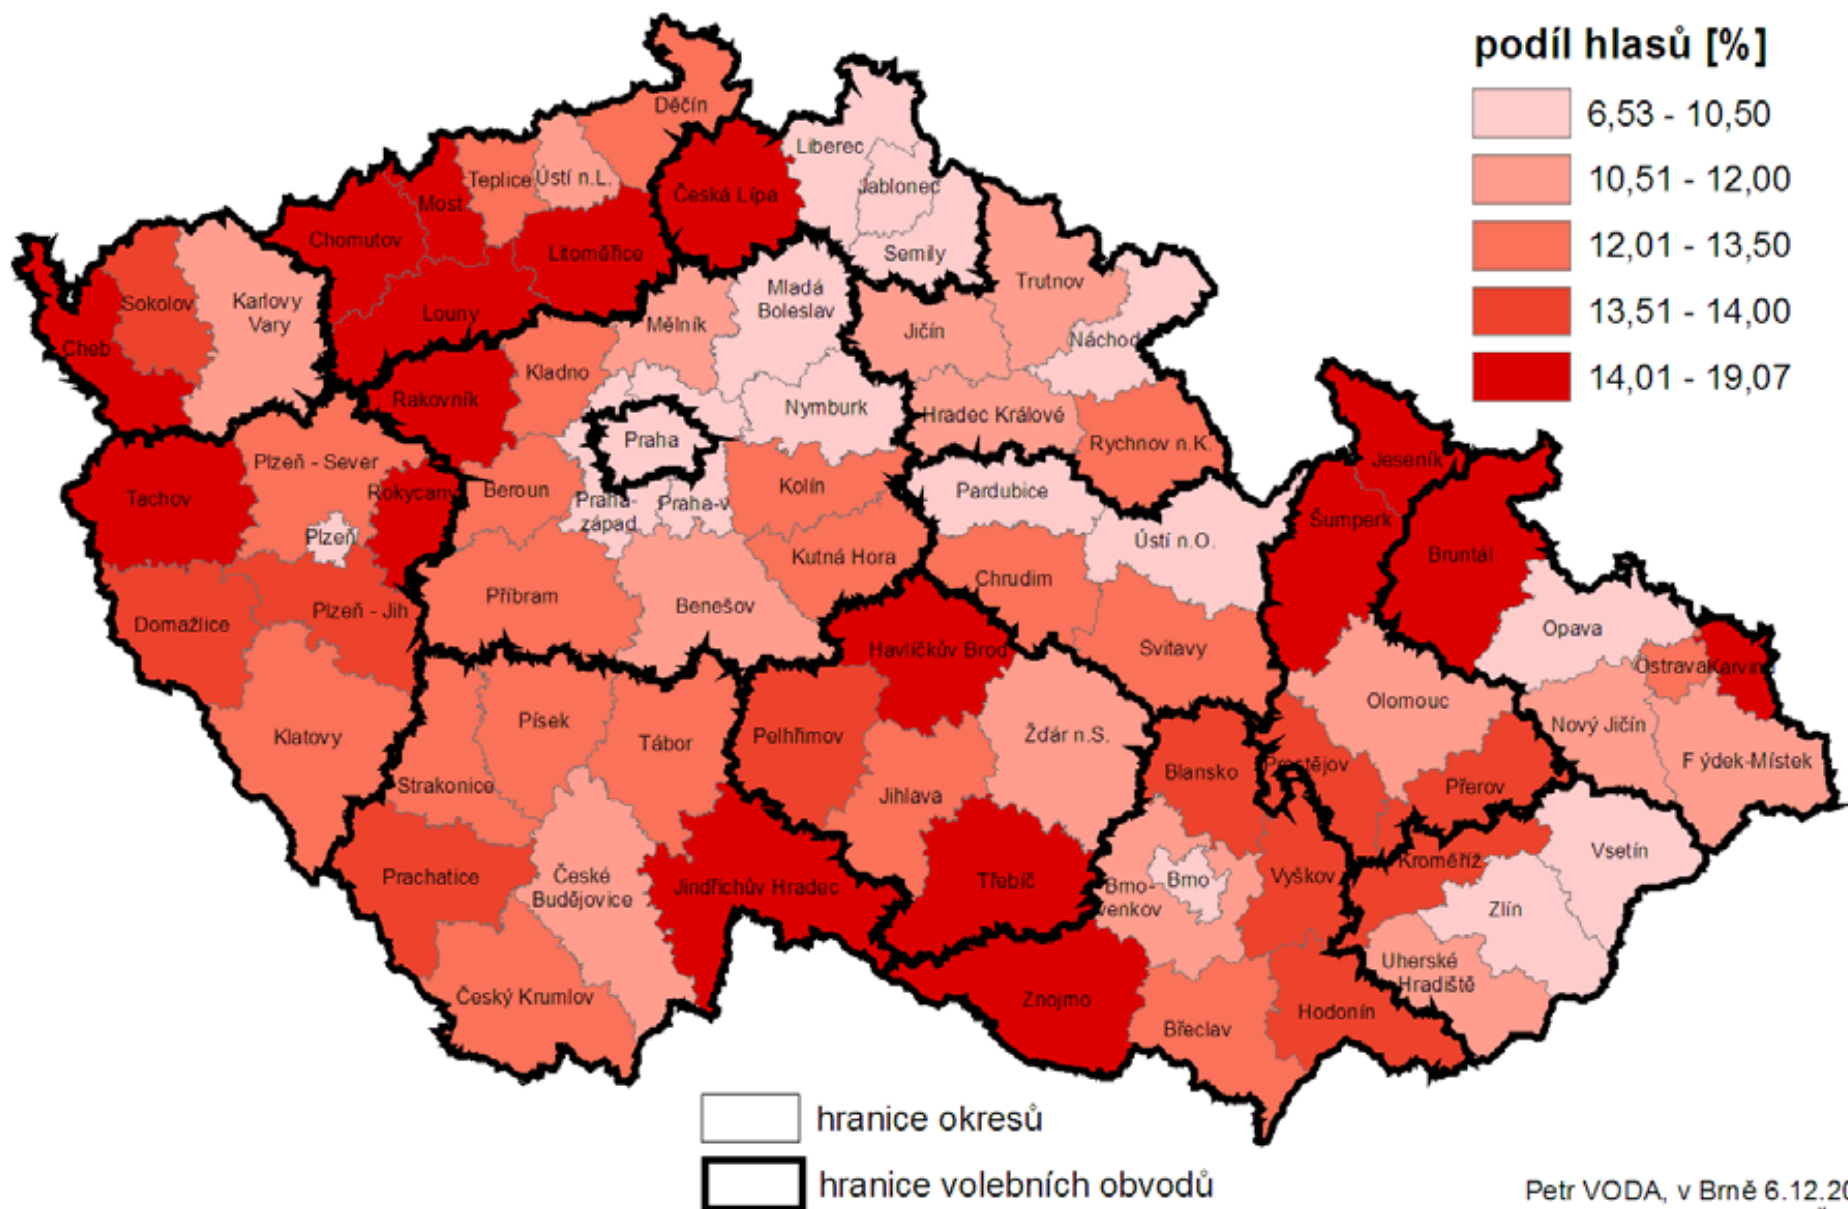 podíl hlasů [%]
6,53 - 10,50
10,51 - 12,00
12,01 - 13,50
13,51 - 14,00
14,01 - 19,07
Děčín
Liberec
Teplice
Ústí n.L.
Jablonec
Česká Lípa
Most
Chomutov
Litoměřice
Semily
Trutnov
Sokolov
Karlovy
Vary
Louny
Mladá
Boleslav
Mělník
Jičín
Náchod
Cheb
Kladno
Rakovník
Nymburk
Hradec Králové
Praha
Rychnov n.K.
Plzeň - Sever
Jeseník
Tachov
Rokycany
Beroun
Praha-
západ
Praha-v
Kolín
Pardubice
Šumperk
Plzeň
Ústí n.O.
Bruntál
Kutná Hora
Chrudim
Příbram
Benešov
Domažlice
Plzeň - Jih
Opava
Havlíčkův Brod
Svitavy
Ostrava
Karviná
Olomouc
Klatovy
Písek
Tábor
Pelhřimov
Žďár n.S.
Nový Jičín
F ýdek-Místek
Blansko
Prostějov
Strakonice
Jihlava
Přerov
Prachatice
České
Budějovice
Jindřichův Hradec
Třebíč
Brno-
venkov
Brno
Vyškov
Kroměříž
Vsetín
Zlín
Uherské
Hradiště
Český Krumlov
Znojmo
Břeclav
Hodonín
hranice okresů
hranice volebních obvodů
Petr VODA, v Brně 6.12.20